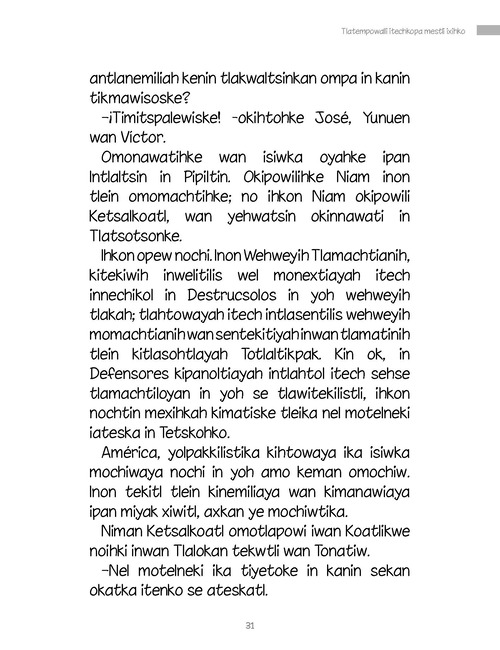 Tlatempowalli itechkopa mestli ixihko
antlanemiliah kenin tlakwaltsinkan ompa in kanin
tikmawisoske?
–¡Timitspalewiske! -okihtohke José, Yunuen
wan Victor.
Omonawatihke wan isiwka oyahke ipan
Intlaltsin in Pipiltin. Okipowilihke Niam inon
tlein omomachtihke; no ihkon Niam okipowili
Ketsalkoatl, wan yehwatsin okinnawati in
Tlatsotsonke.
Ihkon opew nochi. Inon Wehweyih Tlamachtianih,
kitekiwih inwelitilis wel monextiayah itech
innechikol in Destrucsolos in yoh wehweyih
tlakah; tlahtowayah itech intlasentilis wehweyih
momachtianih wan sentekitiyah inwan tlamatinih
tlein kitlasohtlayah Totlaltikpak. Kin ok, in
Defensores kipanoltiayah intlahtol itech sehse
tlamachtiloyan in yoh se tlawitekilistli, ihkon
nochtin mexihkah kimatiske tleika nel motelneki
iateska in Tetskohko.
América, yolpakkilistika kihtowaya ika isiwka
mochiwaya nochi in yoh amo keman omochiw.
Inon tekitl tlein kinemiliaya wan kimanawiaya
ipan miyak xiwitl, axkan ye mochiwtika.
Niman Ketsalkoatl omotlapowi iwan Koatlikwe
noihki inwan Tlalokan tekwtli wan Tonatiw.
–Nel motelneki ika tiyetoke in kanin sekan
okatka itenko se ateskatl.
31